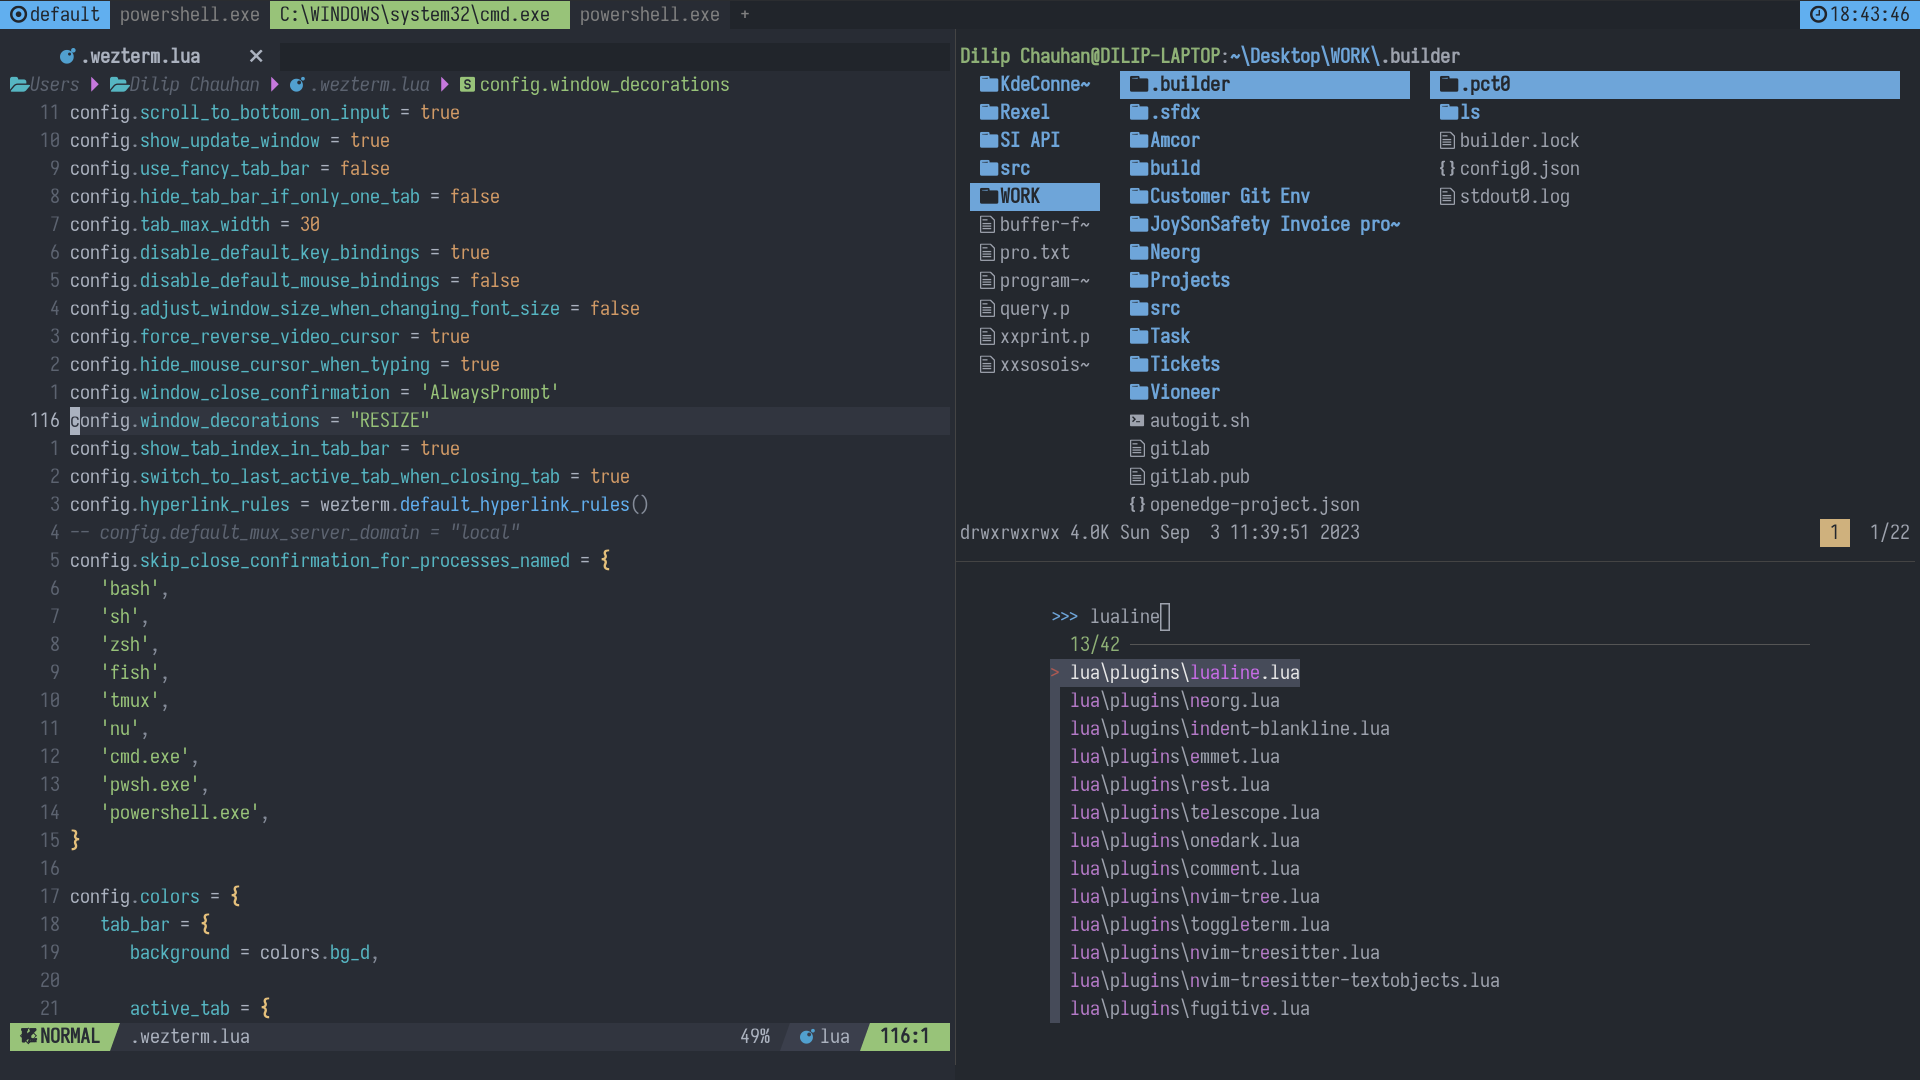 default powershell.exe C:\WINDOWS\system32\cmd.exe powershell.exe + 18:43:46
.wezterm.lua ×
Users Dilip Chauhan .wezterm.lua S config.window_decorations
11 config.scroll_to_bottom_on_input = true
10 config.show_update_window = true
9 config.use_fancy_tab_bar = false
8 config.hide_tab_bar_if_only_one_tab = false
7 config.tab_max_width = 30
6 config.disable_default_key_bindings = true
5 config.disable_default_mouse_bindings = false
4 config.adjust_window_size_when_changing_font_size = false
3 config.force_reverse_video_cursor = true
2 config.hide_mouse_cursor_when_typing = true
1 config.window_close_confirmation = 'AlwaysPrompt'
116 config.window_decorations = "RESIZE"
1 config.show_tab_index_in_tab_bar = true
2 config.switch_to_last_active_tab_when_closing_tab = true
3 config.hyperlink_rules = wezterm.default_hyperlink_rules()
4 -- config.default_mux_server_domain = "local"
5 config.skip_close_confirmation_for_processes_named = {
6 'bash',
7 'sh',
8 'zsh',
9 'fish',
10 'tmux',
11 'nu',
12 'cmd.exe',
13 'pwsh.exe',
14 'powershell.exe',
15 }
16
17 config.colors = {
18 tab_bar = {
19 background = colors.bg_d,
20
21 active_tab = {
NORMAL .wezterm.lua 49% lua 116:1
Dilip Chauhan@DILIP-LAPTOP:~\Desktop\WORK\.builder
KdeConne~
Rexel
SI API
src
WORK
buffer-f~
pro.txt
program-~
query.p
xxprint.p
xxsosois~
.builder
.sfdx
Amcor
build
Customer Git Env
JoySonSafety Invoice pro~
Neorg
Projects
src
Task
Tickets
Vioneer
autogit.sh
gitlab
gitlab.pub
{} openedge-project.json
.pct0
ls
builder.lock
{} config0.json
stdout0.log
drwxrwxrwx 4.0K Sun Sep 3 11:39:51 2023 1 1/22
>>> lualine
13/42
> lua\plugins\lualine.lua
lua\plugins\neorg.lua
lua\plugins\indent-blankline.lua
lua\plugins\emmet.lua
lua\plugins\rest.lua
lua\plugins\telescope.lua
lua\plugins\onedark.lua
lua\plugins\comment.lua
lua\plugins\nvim-tree.lua
lua\plugins\toggleterm.lua
lua\plugins\nvim-treesitter.lua
lua\plugins\nvim-treesitter-textobjects.lua
lua\plugins\fugitive.lua